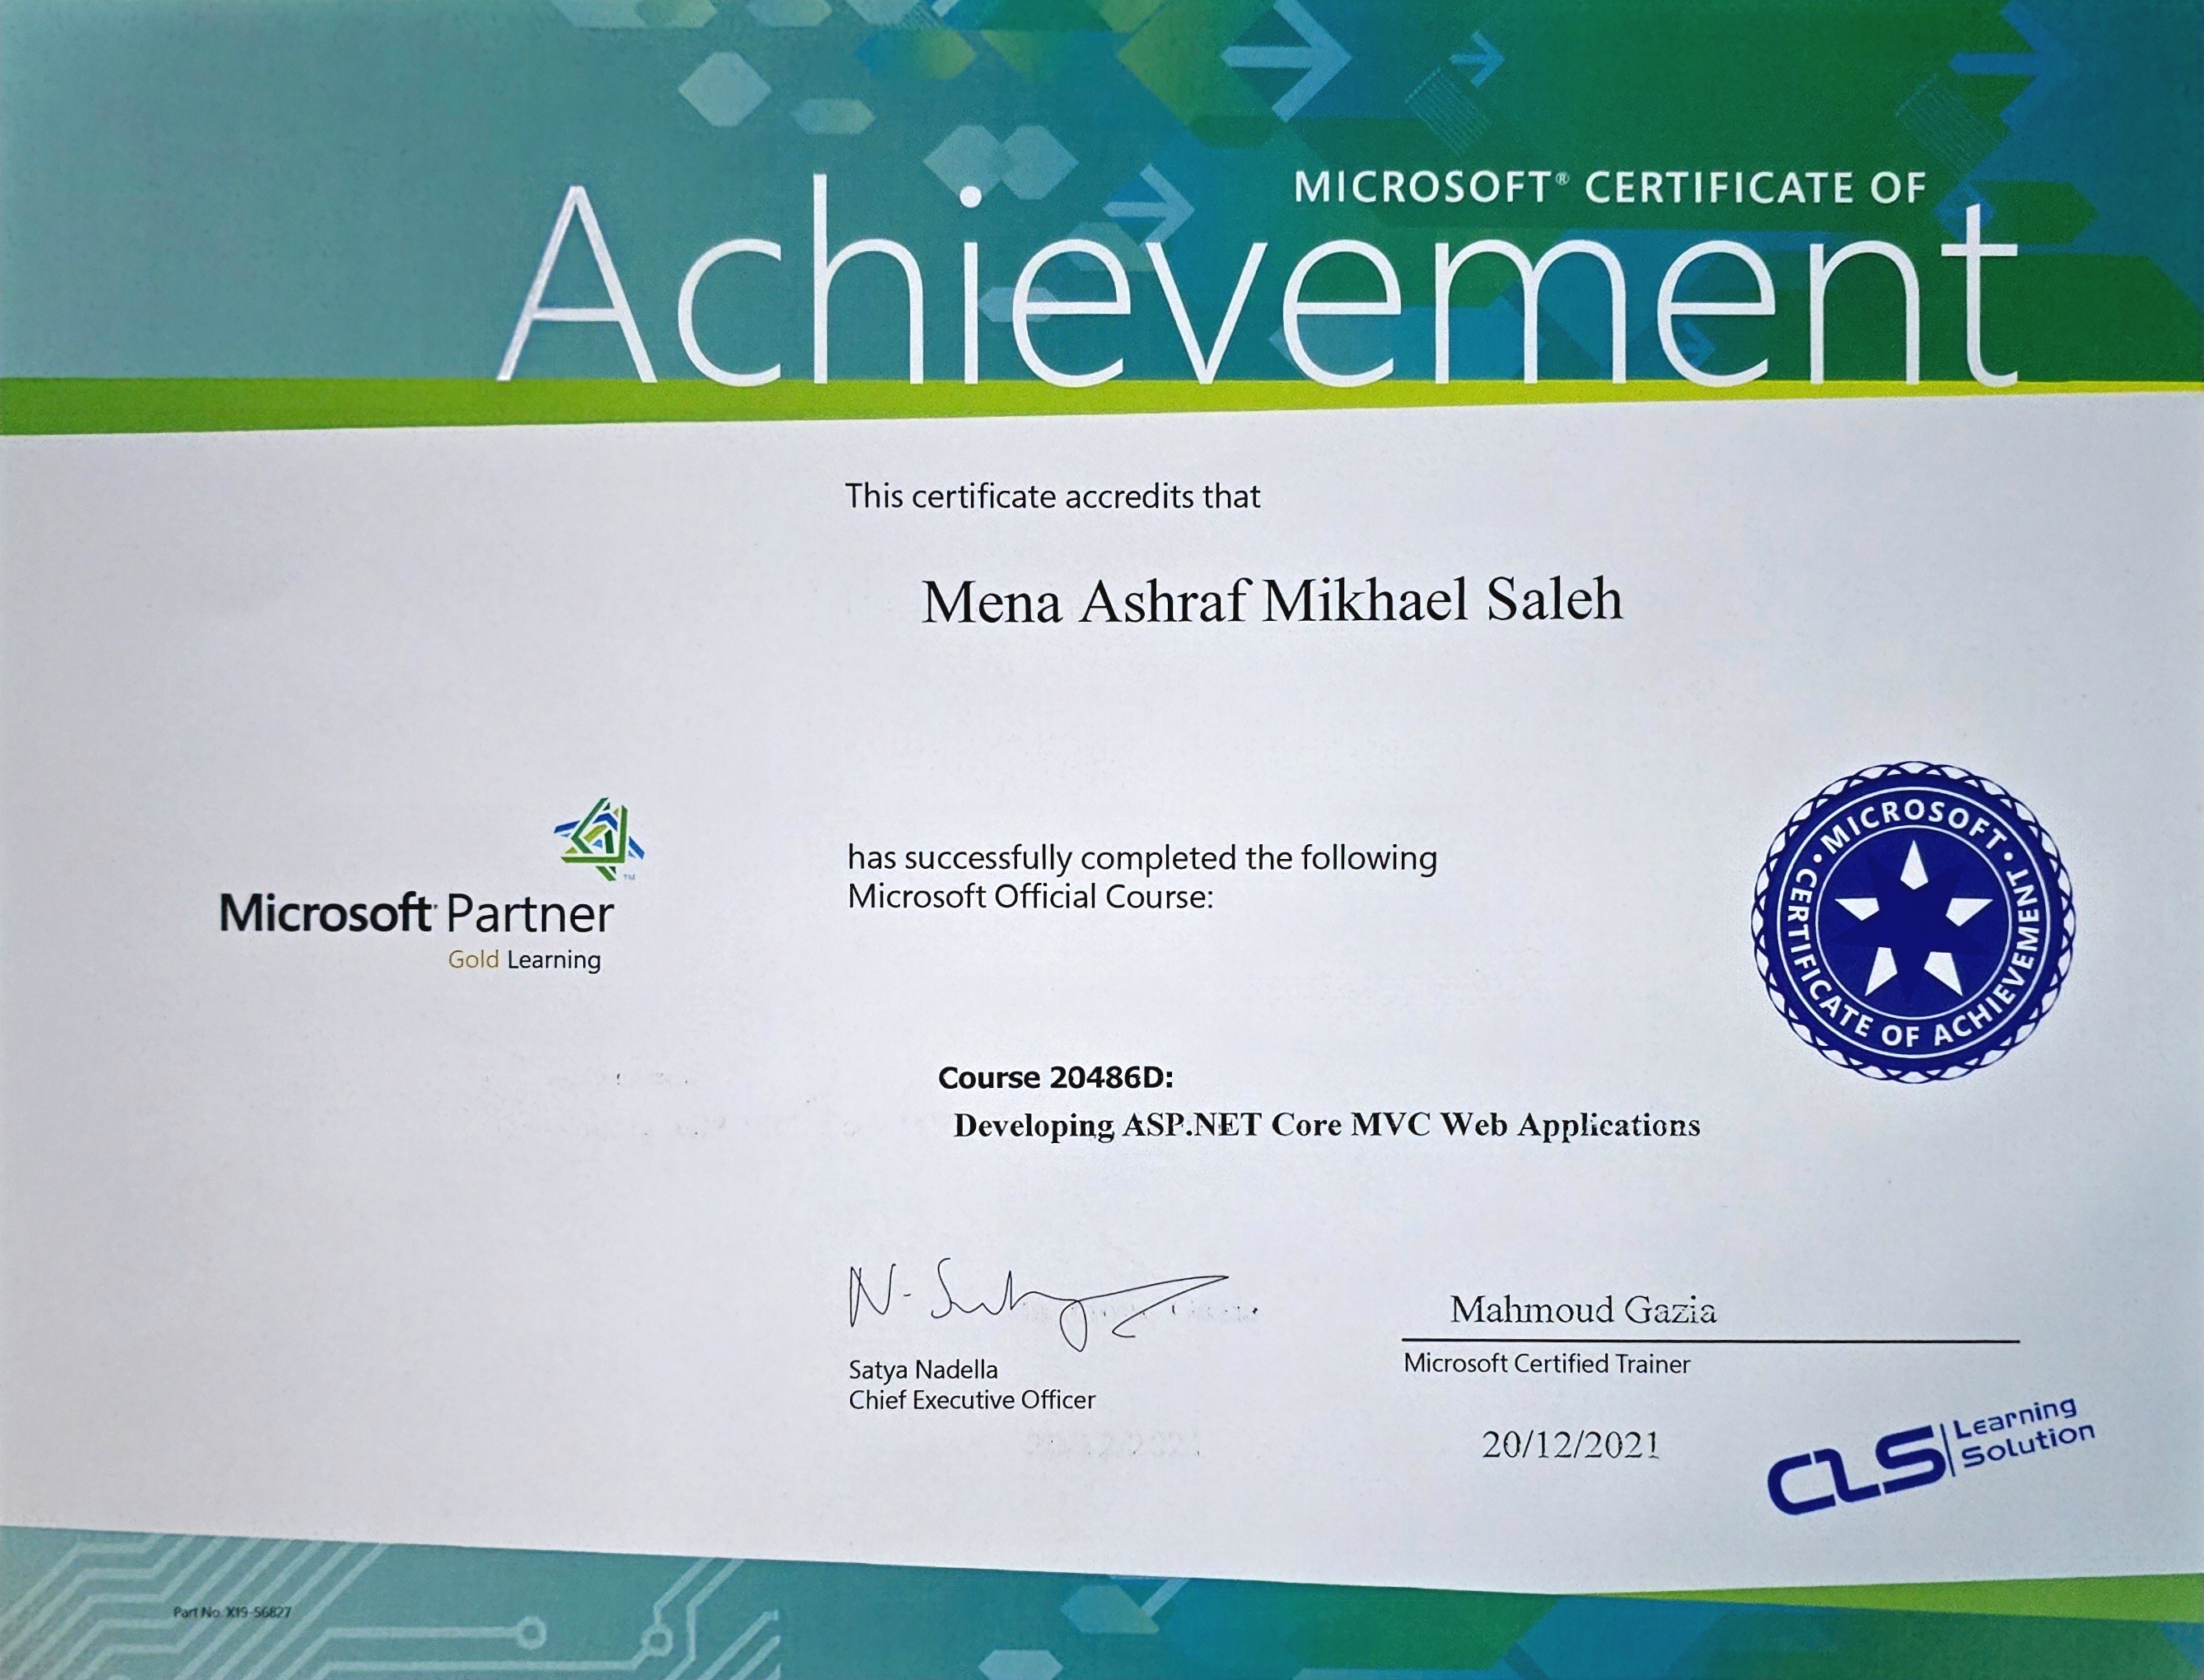 MICROSOFT® CERTIFICATE OF
Achievement
This certificate accredits that
Mena Ashraf Mikhael Saleh
Microsoft Partner
Gold Learning
has successfully completed the following
Microsoft Official Course:
• MICROSOFT •
CERTIFICATE OF ACHIEVEMENT
Course 20486D:
Developing ASP.NET Core MVC Web Applications
Satya Nadella
Chief Executive Officer
Mahmoud Gazia
Microsoft Certified Trainer
20/12/2021
CLS Learning
Solution
Part No. X19-56827